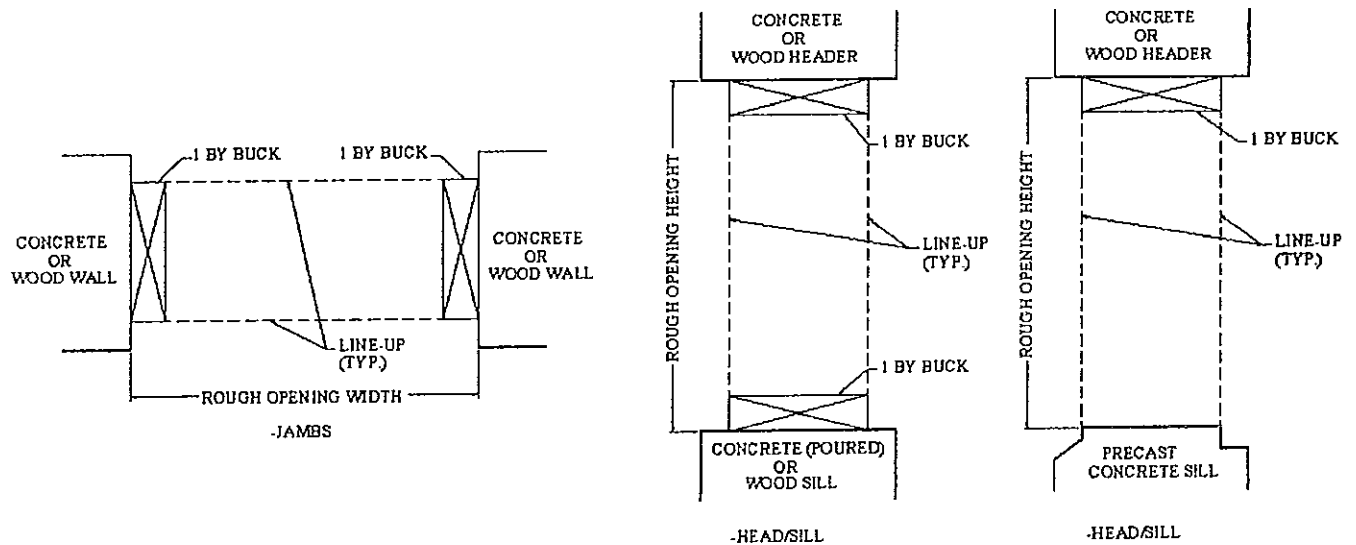 1 BY BUCK
1 BY BUCK
CONCRETE
OR
WOOD WALL
CONCRETE
OR
WOOD WALL
LINE-UP
(TYP.)
ROUGH OPENING WIDTH
-JAMBS
CONCRETE
OR
WOOD HEADER
1 BY BUCK
ROUGH OPENING HEIGHT
LINE-UP
(TYP.)
1 BY BUCK
CONCRETE (POURED)
OR
WOOD SILL
-HEAD/SILL
CONCRETE
OR
WOOD HEADER
1 BY BUCK
ROUGH OPENING HEIGHT
LINE-UP
(TYP.)
PRECAST
CONCRETE SILL
-HEAD/SILL